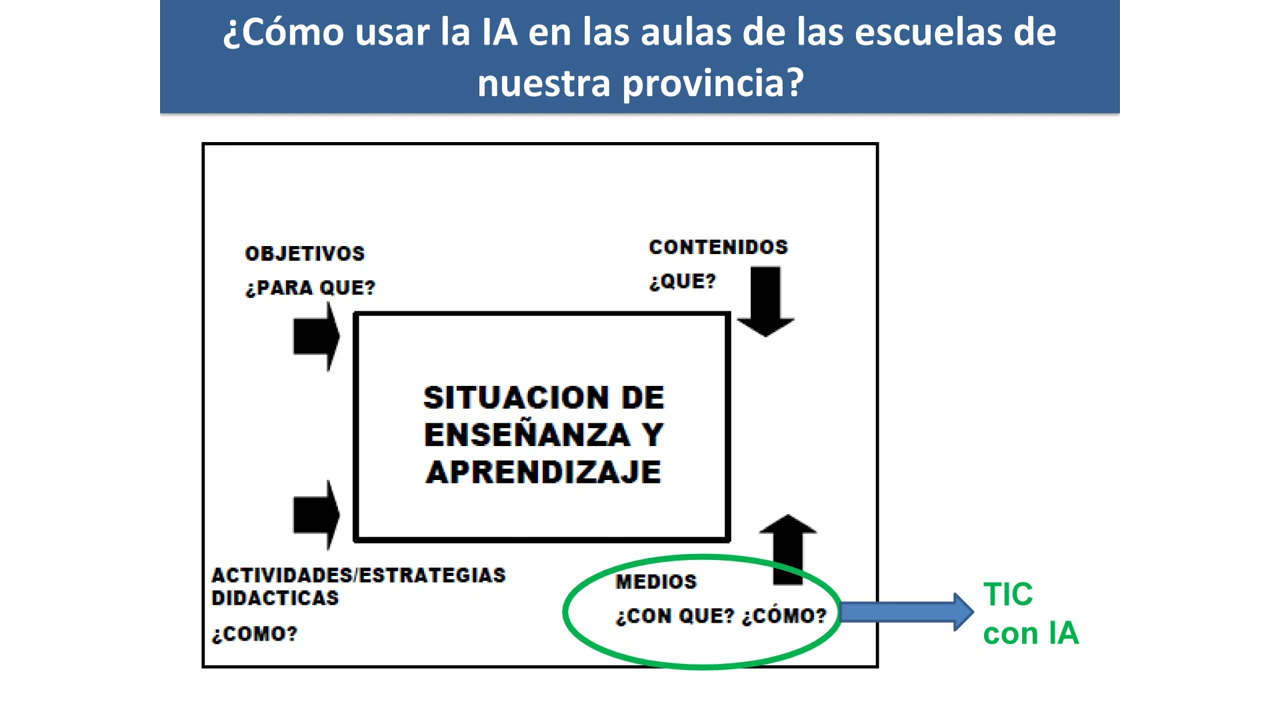 ¿Cómo usar la IA en las aulas de las escuelas de
nuestra provincia?
OBJETIVOS
¿PARA QUE?
CONTENIDOS
¿QUE?
SITUACION DE
ENSEÑANZA Y
APRENDIZAJE
ACTIVIDADES/ESTRATEGIAS
DIDACTICAS
¿COMO?
MEDIOS
¿CON QUE? ¿CÓMO?
TIC
con IA